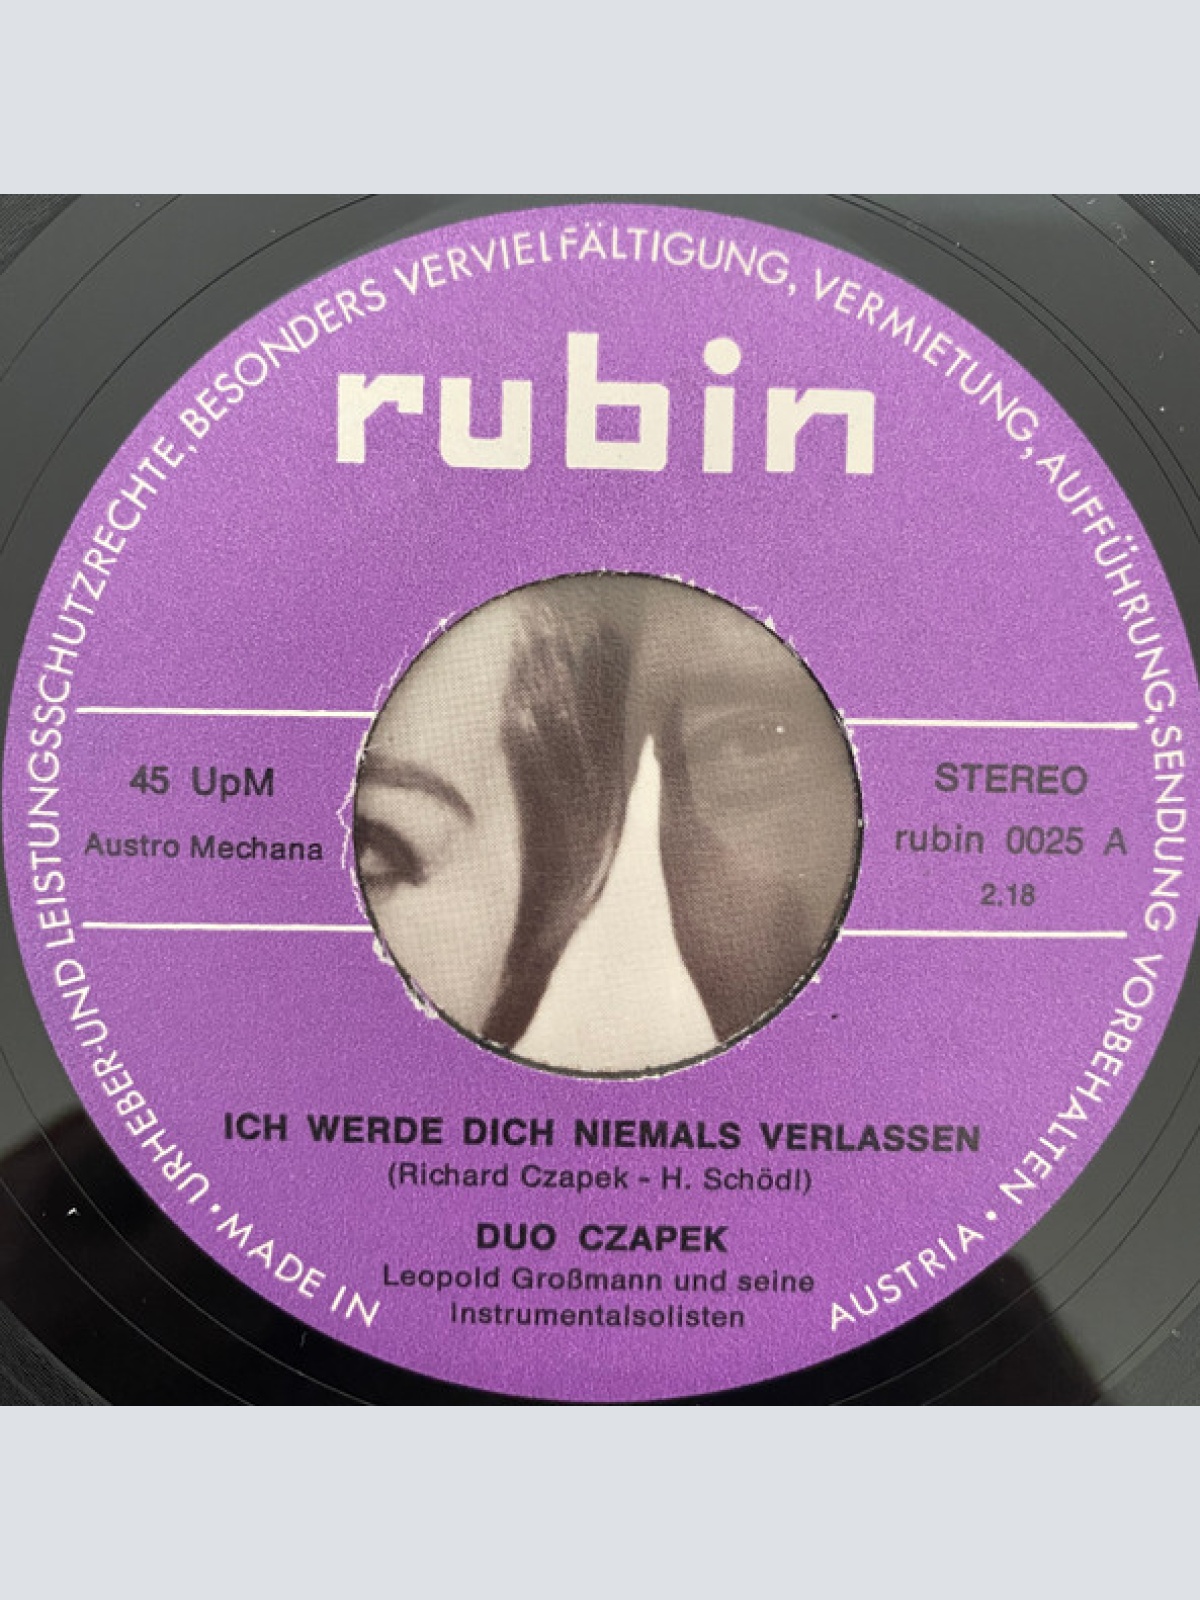 URHEBER-UND LEISTUNGSSCHUTZRECHTE, BESONDERS VERVIELFÄLTIGUNG, VERMIETUNG, AUFFÜHRUNG, SENDUNG VORBEHALTEN • AUSTRIA
rubin
45 UpM
Austro Mechana
STEREO
rubin 0025 A
2.18
ICH WERDE DICH NIEMALS VERLASSEN
(Richard Czapek - H. Schödl)
DUO CZAPEK
Leopold Großmann und seine
Instrumentalsolisten
• MADE IN